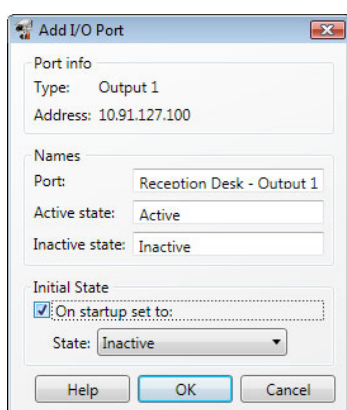 Add I/O Port
Port info
Type: Output 1
Address: 10.91.127.100
Names
Port: Reception Desk - Output 1
Active state: Active
Inactive state: Inactive
Initial State
On startup set to:
State: Inactive
Help OK Cancel